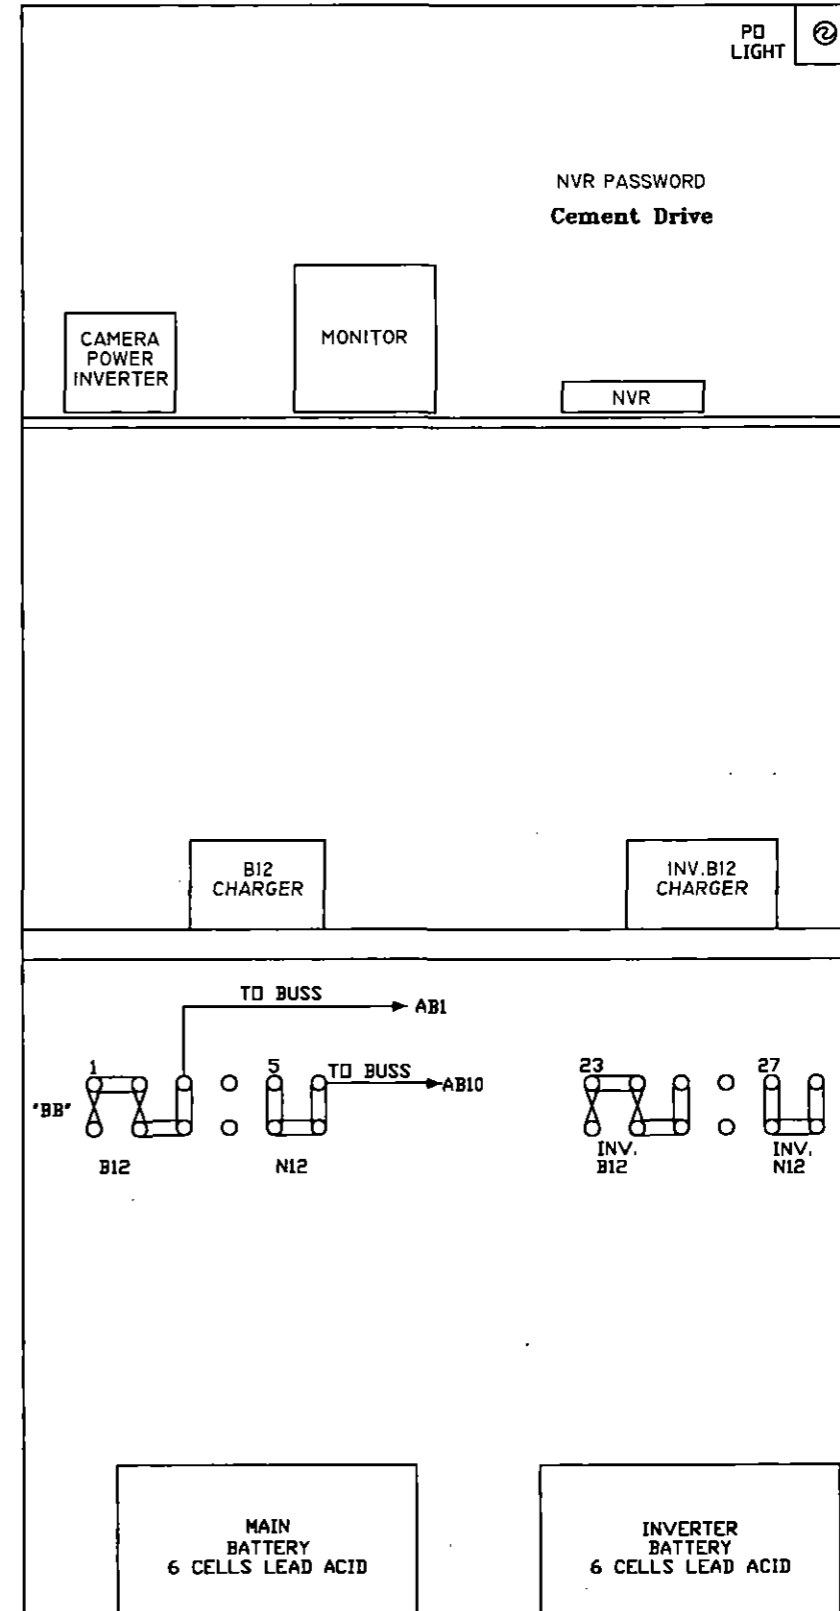 PO
LIGHT
NVR PASSWORD
Cement Drive
CAMERA
POWER
INVERTER
MONITOR
NVR
B12
CHARGER
INV.B12
CHARGER
TO BUSS
AB1
1
5
TO BUSS
AB10
23
27
"BB"
B12
N12
INV.
B12
INV.
N12
MAIN
BATTERY
6 CELLS LEAD ACID
INVERTER
BATTERY
6 CELLS LEAD ACID